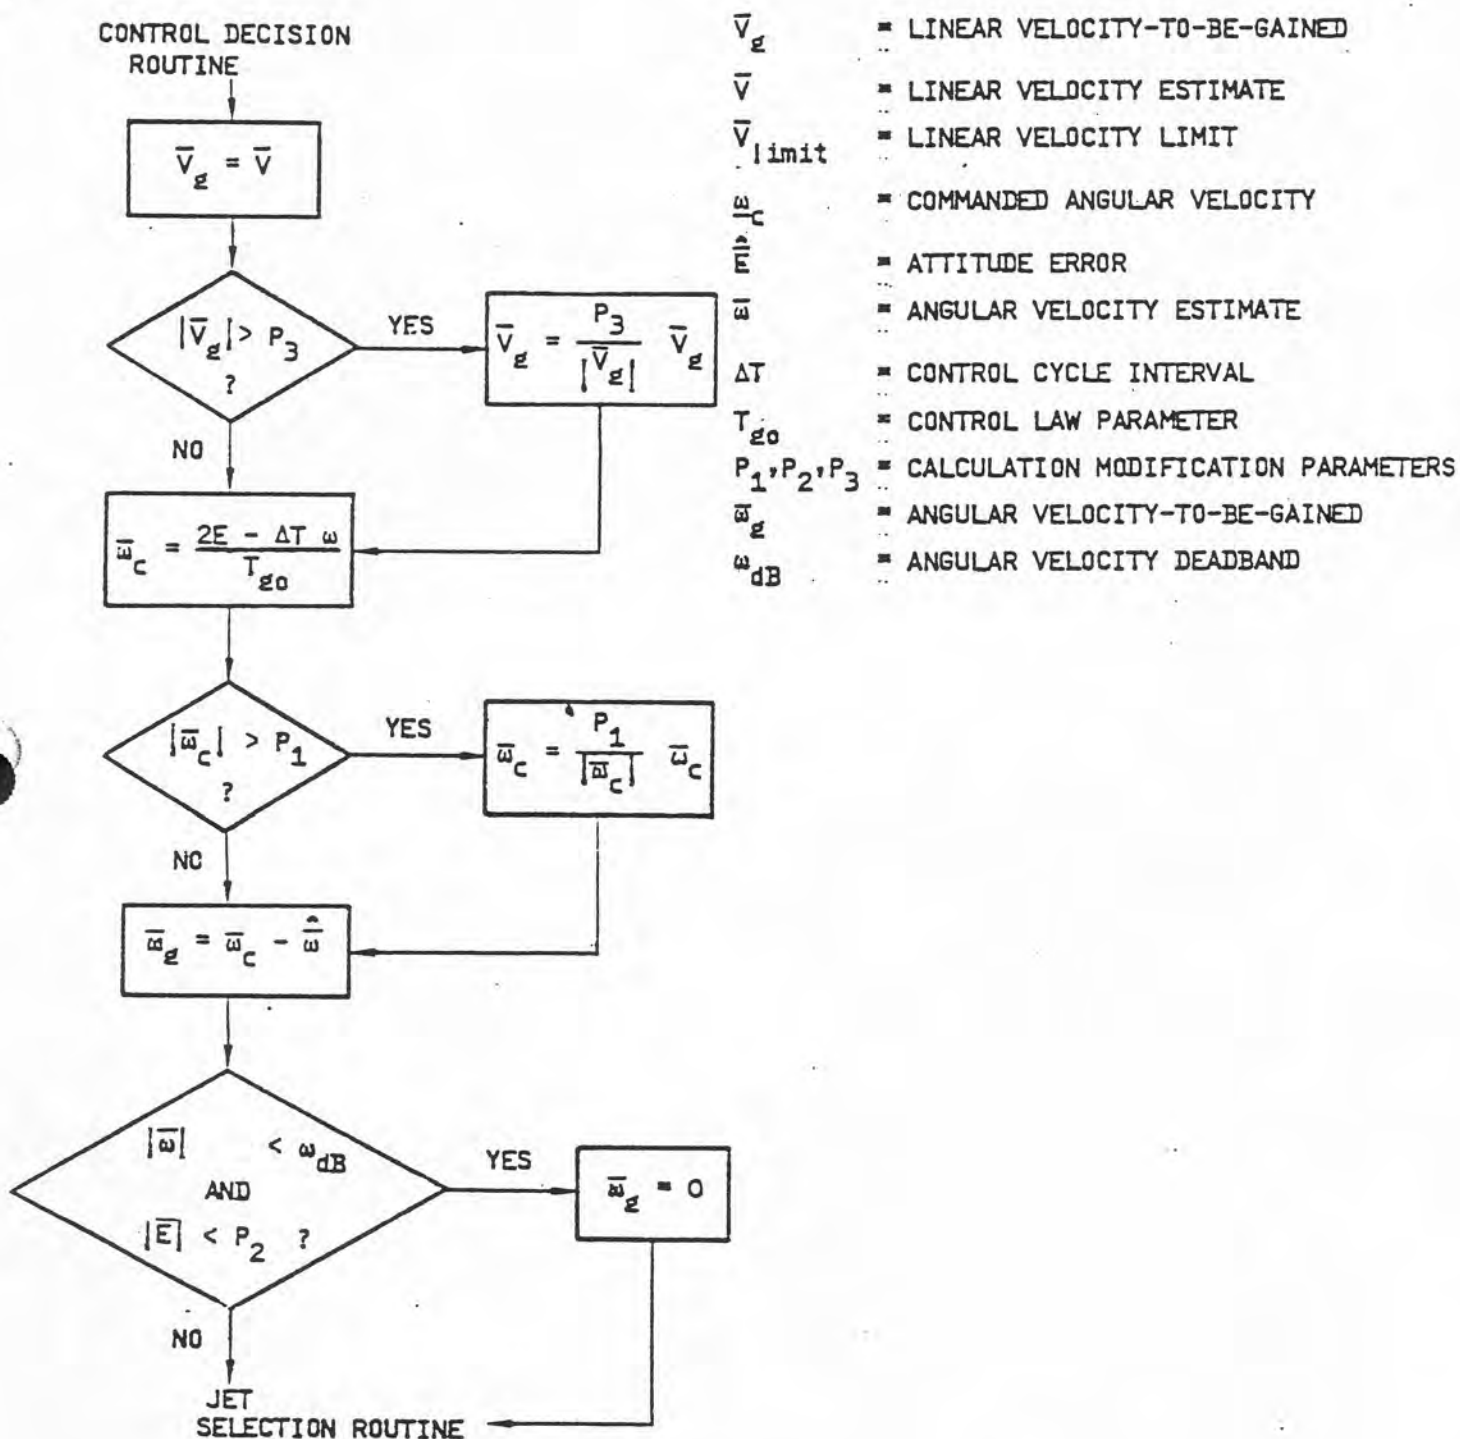 CONTROL DECISION
ROUTINE
V̅g = V̅
|V̅g| > P3
?
YES
V̅g = P3 / |V̅g| V̅g
NO
ω̅c = 2E - ΔT ω / Tgo
|ω̅c| > P1
?
YES
ω̅c = P1 / |ω̅c| ω̅c
NO
ω̅g = ω̅c - ω̅̂
|ω̅| < ωdB
AND
|E̅| < P2 ?
YES
ω̅g = 0
NO
JET
SELECTION ROUTINE
V̅g = LINEAR VELOCITY-TO-BE-GAINED
V̅ = LINEAR VELOCITY ESTIMATE
V̅limit = LINEAR VELOCITY LIMIT
ω̲c = COMMANDED ANGULAR VELOCITY
E̅̂ = ATTITUDE ERROR
ω̅ = ANGULAR VELOCITY ESTIMATE
ΔT = CONTROL CYCLE INTERVAL
Tgo = CONTROL LAW PARAMETER
P1,P2,P3 = CALCULATION MODIFICATION PARAMETERS
ω̅g = ANGULAR VELOCITY-TO-BE-GAINED
ωdB = ANGULAR VELOCITY DEADBAND